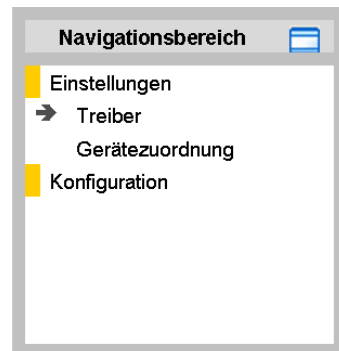 Navigationsbereich
Einstellungen
Treiber
Gerätezuordnung
Konfiguration